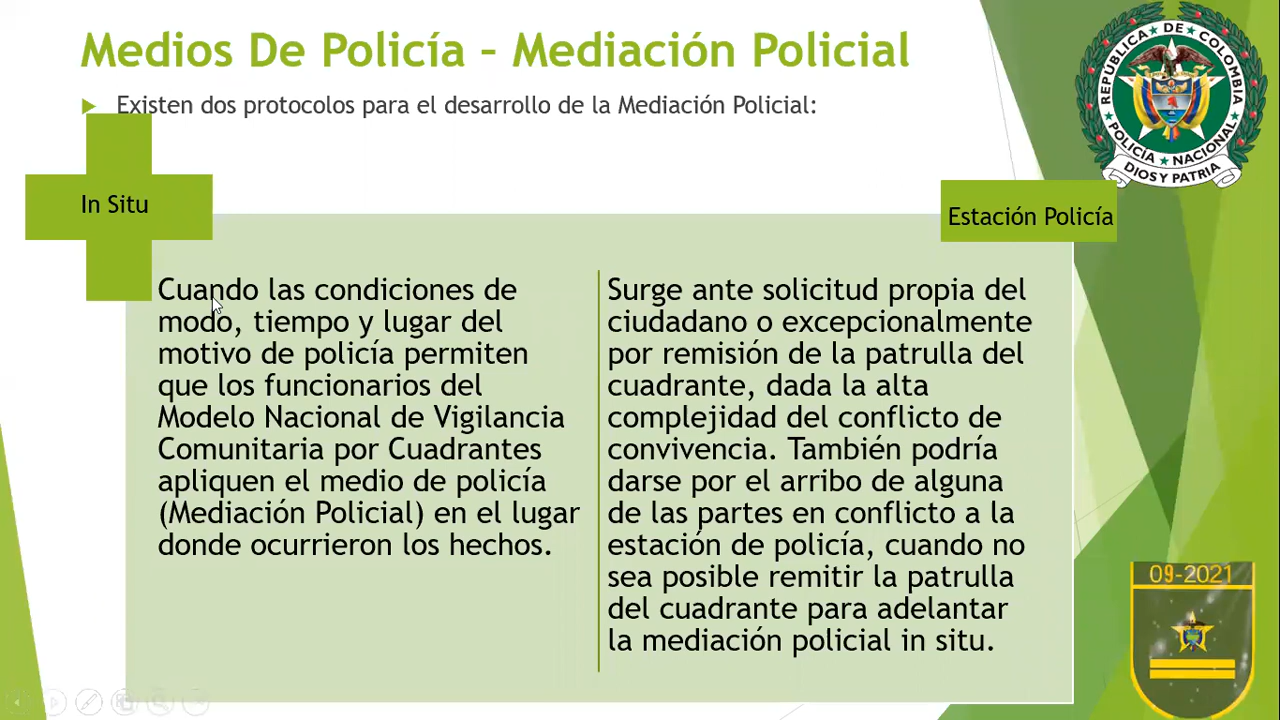 Medios De Policía – Mediación Policial
Existen dos protocolos para el desarrollo de la Mediación Policial:
In Situ
Cuando las condiciones de
modo, tiempo y lugar del
motivo de policía permiten
que los funcionarios del
Modelo Nacional de Vigilancia
Comunitaria por Cuadrantes
apliquen el medio de policía
(Mediación Policial) en el lugar
donde ocurrieron los hechos.
Estación Policía
Surge ante solicitud propia del
ciudadano o excepcionalmente
por remisión de la patrulla del
cuadrante, dada la alta
complejidad del conflicto de
convivencia. También podría
darse por el arribo de alguna
de las partes en conflicto a la
estación de policía, cuando no
sea posible remitir la patrulla
del cuadrante para adelantar
la mediación policial in situ.
REPÚBLICA DE COLOMBIA
POLICÍA NACIONAL
DIOS Y PATRIA
09-2021